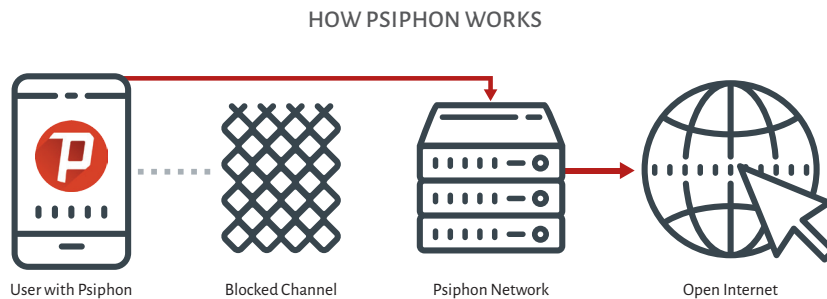 HOW PSIPHON WORKS
User with Psiphon
Blocked Channel
Psiphon Network
Open Internet